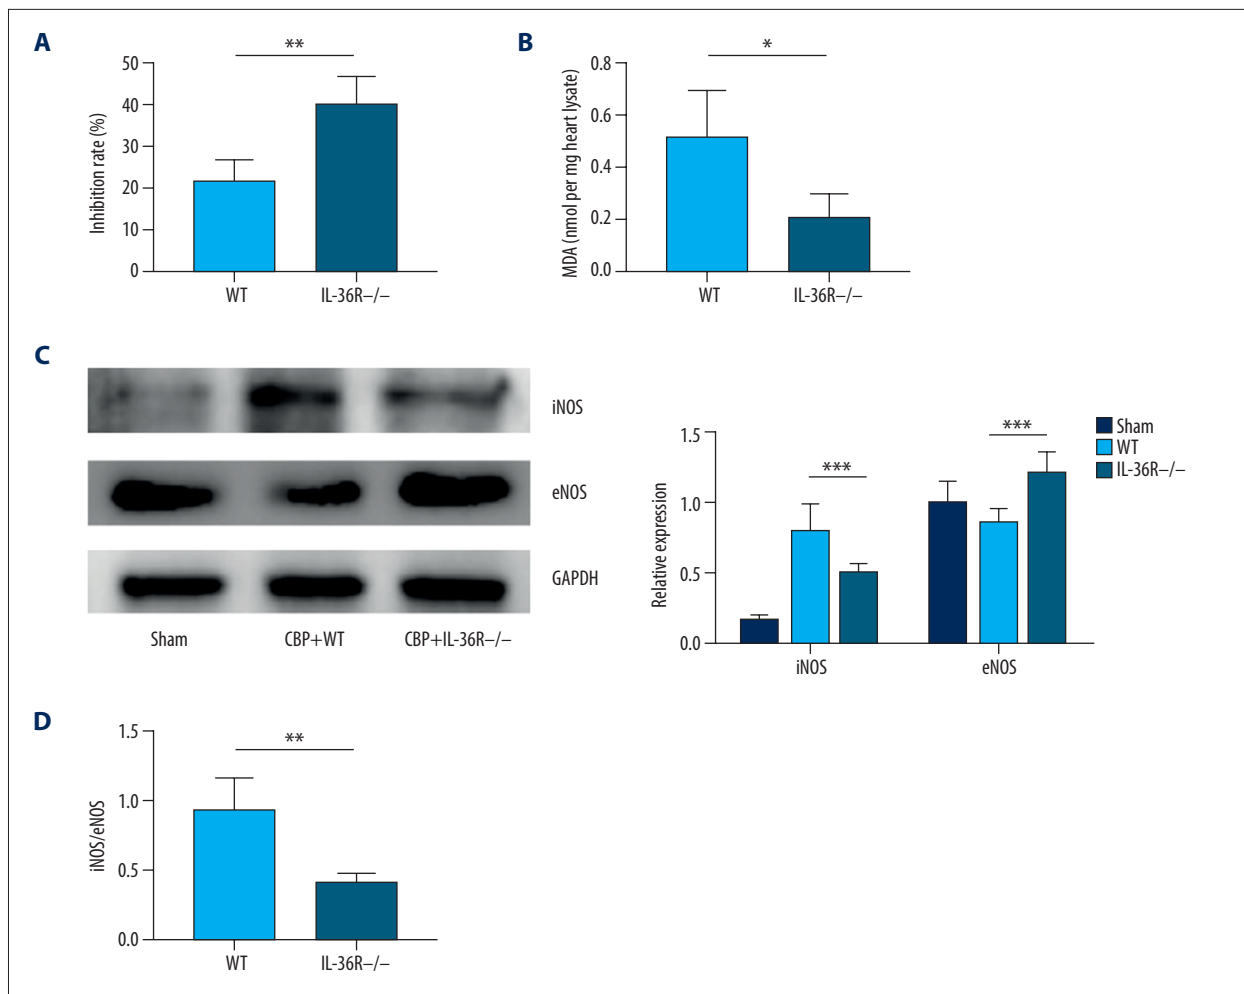 A
**
50
40
30
20
10
0
Inhibition rate (%)
WT
IL-36R–/–
B
*
0.8
0.6
0.4
0.2
0.0
MDA (nmol per mg heart lysate)
WT
IL-36R–/–
C
iNOS
eNOS
GAPDH
Sham
CBP+WT
CBP+IL-36R–/–
1.5
1.0
0.5
0.0
Relative expression
***
***
Sham
WT
IL-36R–/–
iNOS
eNOS
D
**
1.5
1.0
0.5
0.0
iNOS/eNOS
WT
IL-36R–/–